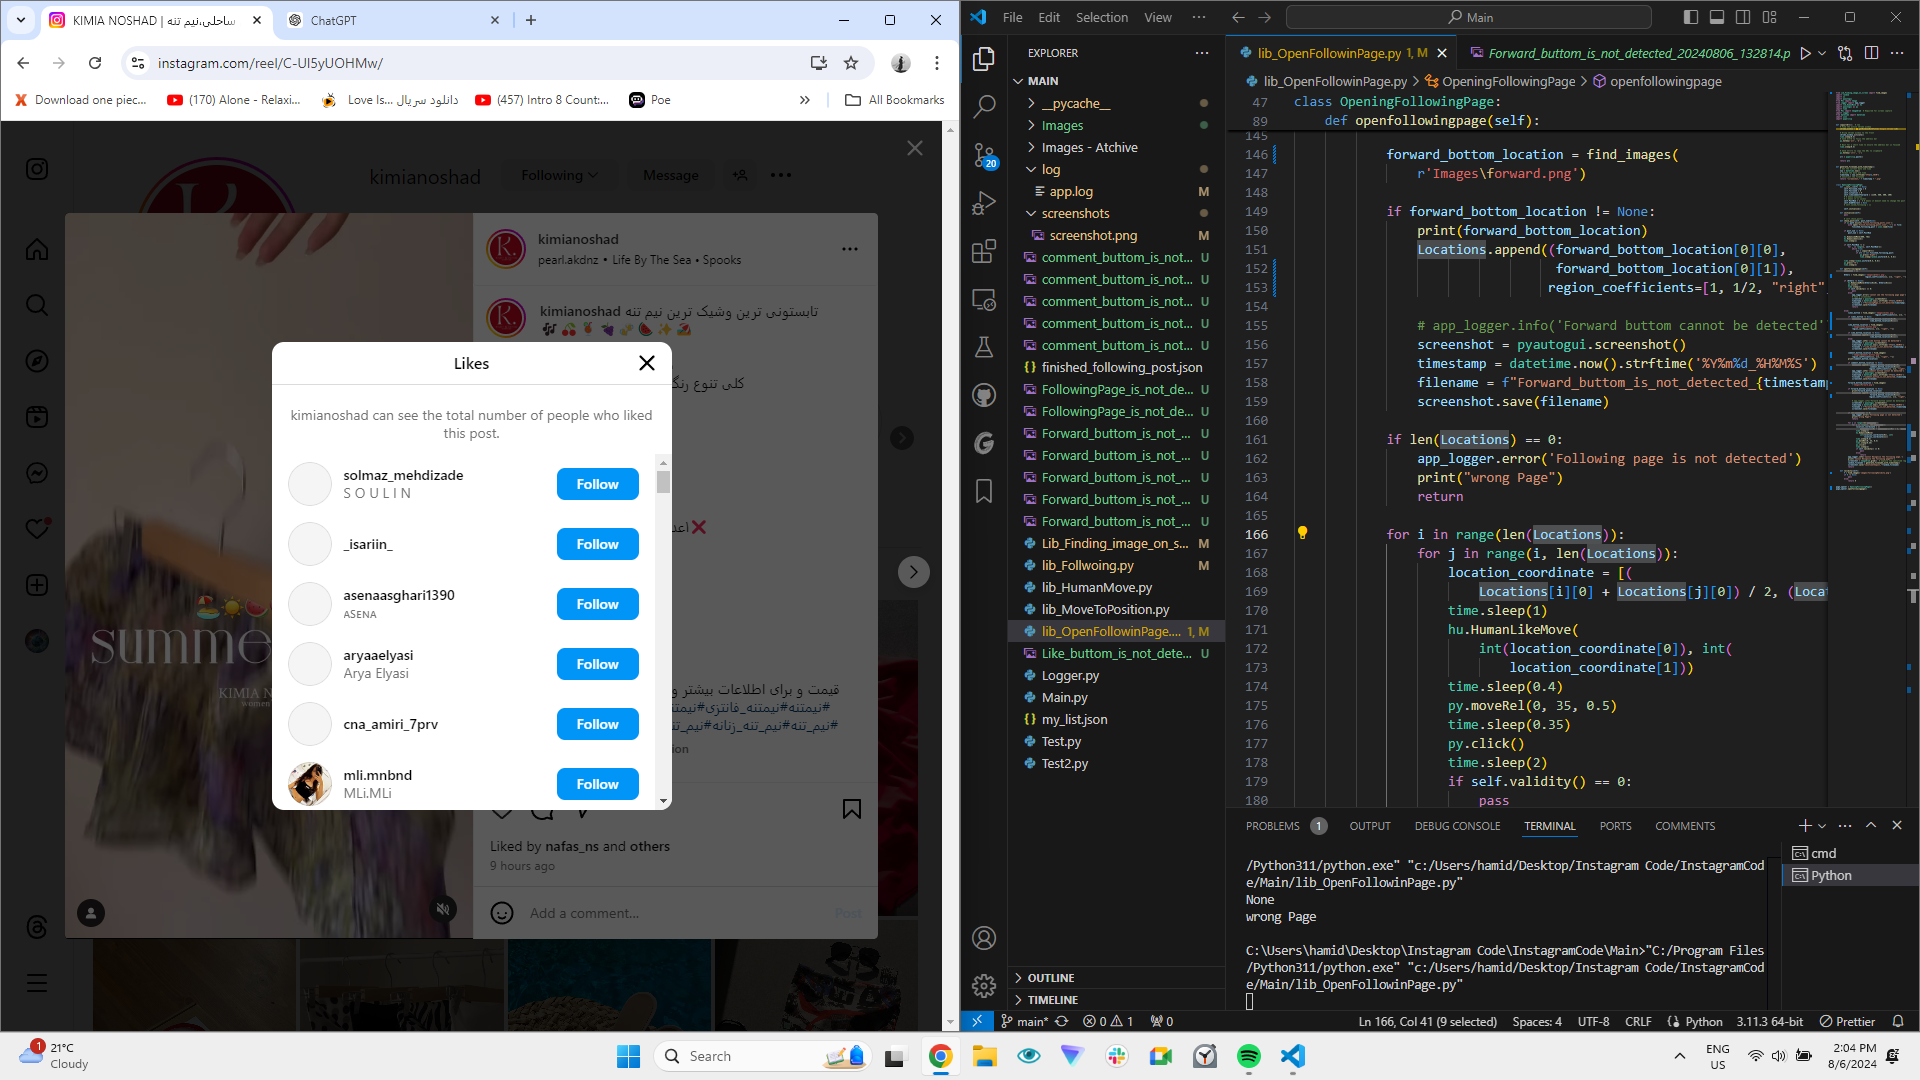 KIMIA NOSHAD | ساحلی،نیم تنه
ChatGPT
instagram.com/reel/C-UI5yUOHMw/
Download one piec...
(170) Alone - Relaxi...
دانلود سریال Love Is...
(457) Intro 8 Count:...
Poe
All Bookmarks
kimianoshad
Following
Message
kimianoshad
pearl.akdnz • Life By The Sea • Spooks
kimianoshad تابستونی ترین وشیک ترین نیم تنه
Likes
kimianoshad can see the total number of people who liked
this post.
solmaz_mehdizade
S O U L I N
Follow
_isariin_
Follow
asenaasghari1390
ASENA
Follow
aryaaelyasi
Arya Elyasi
Follow
cna_amiri_7prv
Follow
mli.mnbnd
MLi.MLi
Follow
کلی تنوع رنگ
قیمت و برای اطلاعات بیشتر و
#نیمتنه#نیمتنه_فانتزی#نیمتنه
#نیم_تنه#نیم_تنه_زنانه#نیم_تن
summe
KIMIA N
women
Liked by nafas_ns and others
9 hours ago
Add a comment...
Post
File Edit Selection View ...
Main
EXPLORER
MAIN
__pycache__
Images
Images - Atchive
log
app.log M
screenshots
screenshot.png M
comment_buttom_is_not... U
comment_buttom_is_not... U
comment_buttom_is_not... U
comment_buttom_is_not... U
comment_buttom_is_not... U
{} finished_following_post.json
FollowingPage_is_not_de... U
FollowingPage_is_not_de... U
Forward_buttom_is_not_... U
Forward_buttom_is_not_... U
Forward_buttom_is_not_... U
Forward_buttom_is_not_... U
Forward_buttom_is_not_... U
Lib_Finding_image_on_s... M
lib_Follwoing.py M
lib_HumanMove.py
lib_MoveToPosition.py
lib_OpenFollowinPage.... 1, M
Like_buttom_is_not_dete... U
Logger.py
Main.py
{} my_list.json
Test.py
Test2.py
OUTLINE
TIMELINE
20
lib_OpenFollowinPage.py 1, M
Forward_buttom_is_not_detected_20240806_132814.p
lib_OpenFollowinPage.py > OpeningFollowingPage > openfollowingpage
47 class OpeningFollowingPage:
89 def openfollowingpage(self):
145
146 forward_bottom_location = find_images(
147 r'Images\forward.png')
148
149 if forward_bottom_location != None:
150 print(forward_bottom_location)
151 Locations.append((forward_bottom_location[0][0],
152 forward_bottom_location[0][1]),
153 region_coefficients=[1, 1/2, "right"
154
155 # app_logger.info('Forward buttom cannot be detected'
156 screenshot = pyautogui.screenshot()
157 timestamp = datetime.now().strftime('%Y%m%d_%H%M%S')
158 filename = f"Forward_buttom_is_not_detected_{timestamp
159 screenshot.save(filename)
160
161 if len(Locations) == 0:
162 app_logger.error('Following page is not detected')
163 print("wrong Page")
164 return
165
166 for i in range(len(Locations)):
167 for j in range(i, len(Locations)):
168 location_coordinate = [(
169 Locations[i][0] + Locations[j][0]) / 2, (Locat
170 time.sleep(1)
171 hu.HumanLikeMove(
172 int(location_coordinate[0]), int(
173 location_coordinate[1]))
174 time.sleep(0.4)
175 py.moveRel(0, 35, 0.5)
176 time.sleep(0.35)
177 py.click()
178 time.sleep(2)
179 if self.validity() == 0:
180 pass
PROBLEMS 1 OUTPUT DEBUG CONSOLE TERMINAL PORTS COMMENTS
/Python311/python.exe" "c:/Users/hamid/Desktop/Instagram Code/InstagramCod
e/Main/lib_OpenFollowinPage.py"
None
wrong Page
C:\Users\hamid\Desktop\Instagram Code\InstagramCode\Main>"C:/Program Files
/Python311/python.exe" "c:/Users/hamid/Desktop/Instagram Code/InstagramCod
e/Main/lib_OpenFollowinPage.py"
cmd
Python
main* 0 1 0 Ln 166, Col 41 (9 selected) Spaces: 4 UTF-8 CRLF {} Python 3.11.3 64-bit Prettier
1
21°C
Cloudy
Search
ENG
US
2:04 PM
8/6/2024